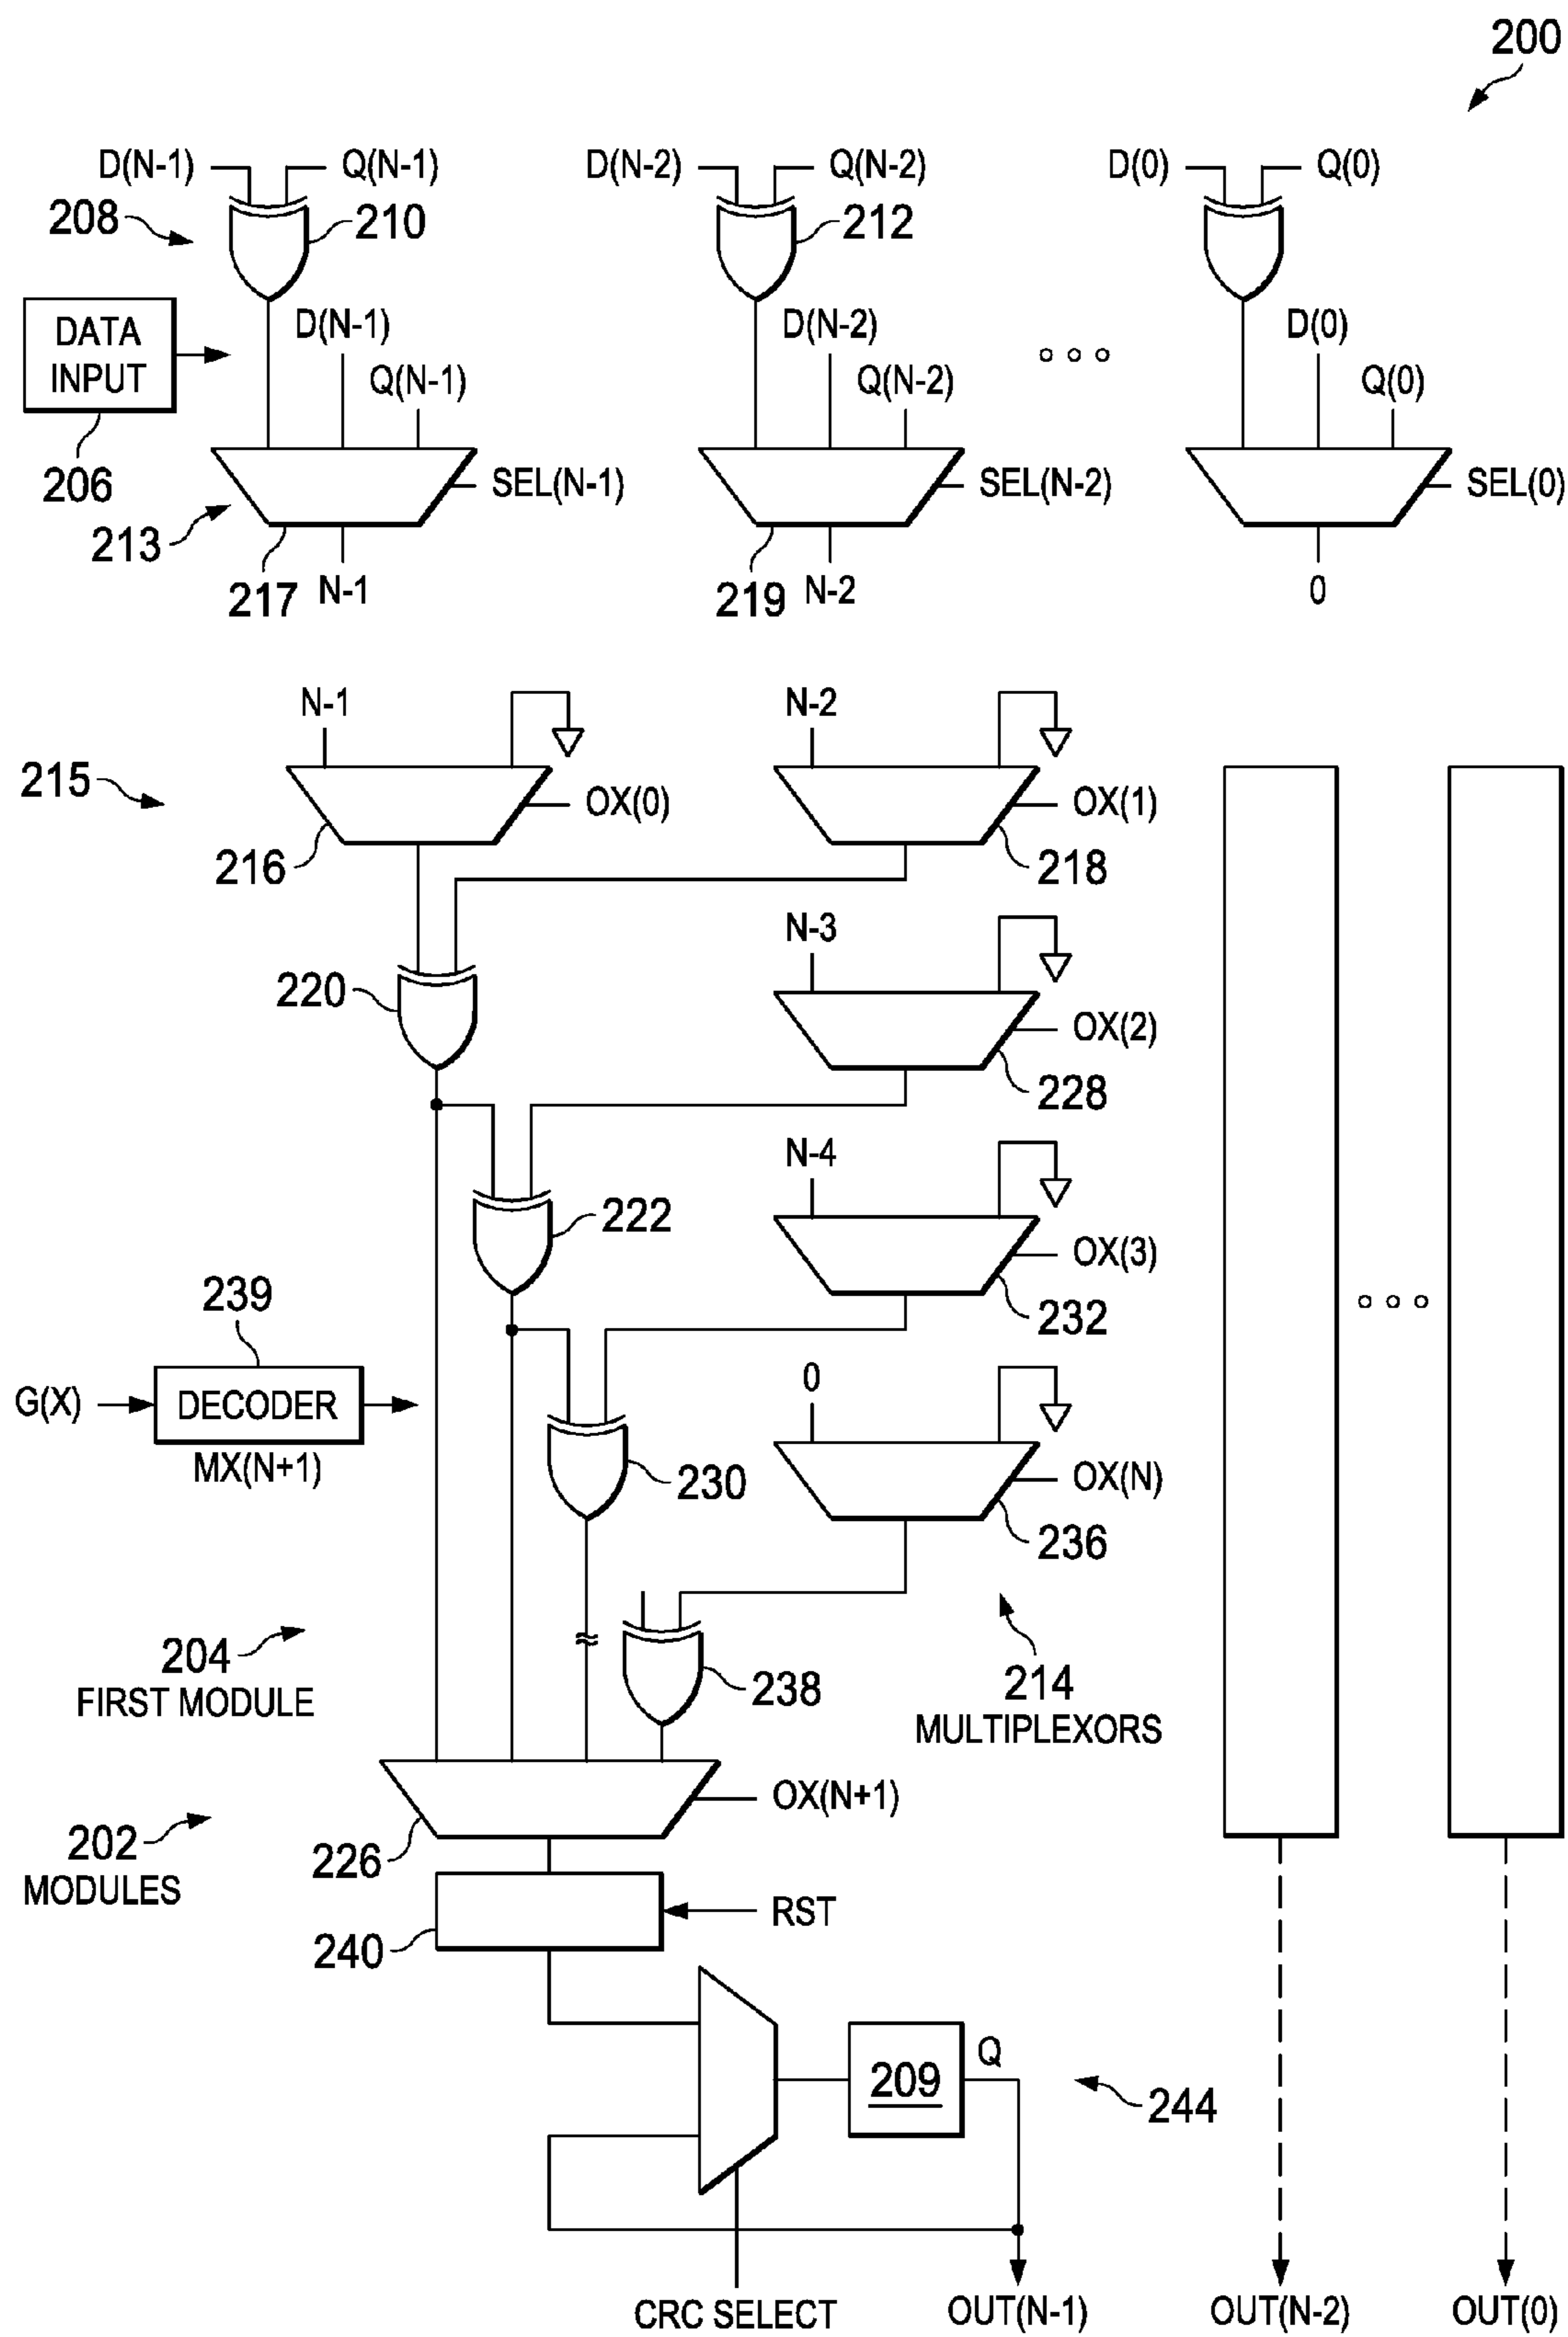 200
D(N-1) Q(N-1) D(N-2) Q(N-2) D(0) Q(0)
208 210 212
DATA INPUT
D(N-1) D(N-2) D(0)
Q(N-1) Q(N-2) Q(0)
206 SEL(N-1) SEL(N-2) SEL(0)
213
217 N-1 219 N-2 0
N-1 N-2
215 OX(0) OX(1)
216 218
N-3
220 OX(2)
228
N-4
222
239 OX(3)
232
G(X) DECODER 0
MX(N+1)
230 OX(N)
236
204 238 214
FIRST MODULE MULTIPLEXORS
OX(N+1)
202 226
MODULES
RST
240
209 Q
244
CRC SELECT OUT(N-1) OUT(N-2) OUT(0)